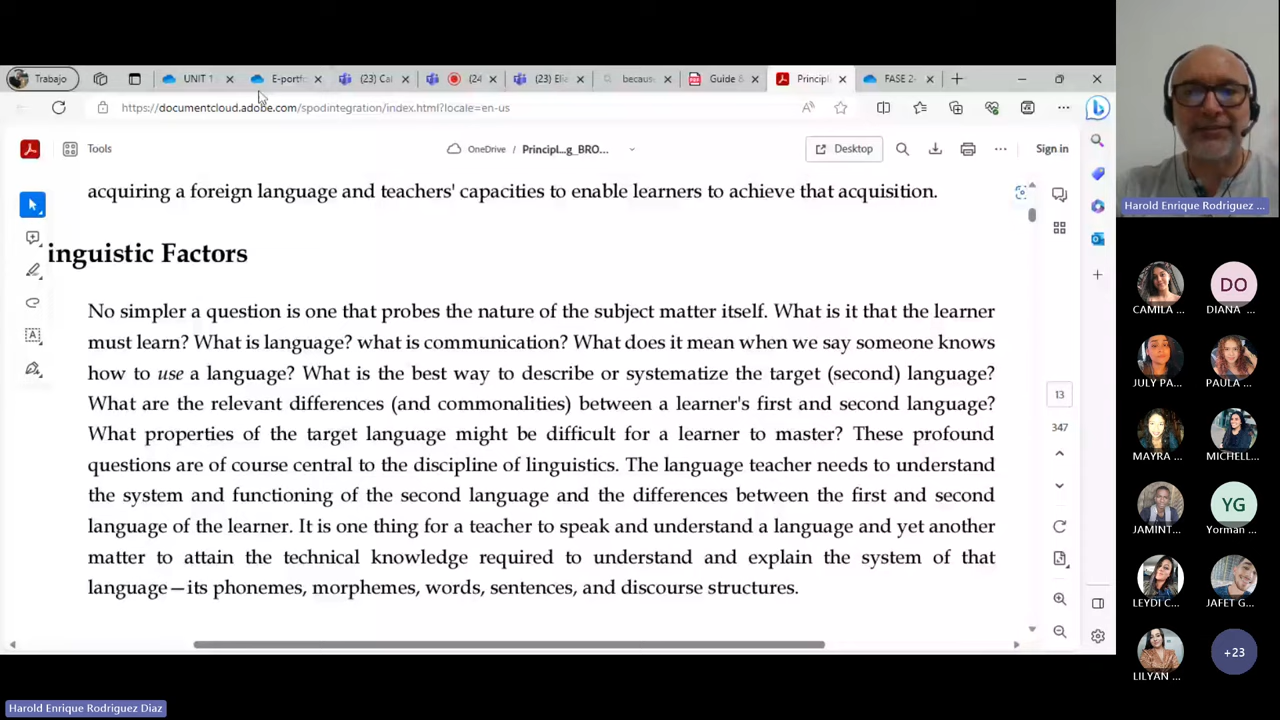 Trabajo
UNIT 1
E-portf
(23) Cal
(24
(23) Elie
becaus
Guide &
Principl
FASE 2-
https://documentcloud.adobe.com/spodintegration/index.html?locale=en-us
Tools
OneDrive / Principl...g_BRO...
Desktop
Sign in
acquiring a foreign language and teachers' capacities to enable learners to achieve that acquisition.
inguistic Factors
No simpler a question is one that probes the nature of the subject matter itself. What is it that the learner
must learn? What is language? what is communication? What does it mean when we say someone knows
how to use a language? What is the best way to describe or systematize the target (second) language?
What are the relevant differences (and commonalities) between a learner's first and second language?
What properties of the target language might be difficult for a learner to master? These profound
questions are of course central to the discipline of linguistics. The language teacher needs to understand
the system and functioning of the second language and the differences between the first and second
language of the learner. It is one thing for a teacher to speak and understand a language and yet another
matter to attain the technical knowledge required to understand and explain the system of that
language—its phonemes, morphemes, words, sentences, and discourse structures.
13
347
Harold Enrique Rodriguez ...
DO
CAMILA ...
DIANA ...
JULY PA...
PAULA ...
MAYRA ...
MICHELL...
YG
JAMINT...
Yorman ...
LEYDI C...
JAFET G...
+23
LILYAN ...
Harold Enrique Rodriguez Diaz